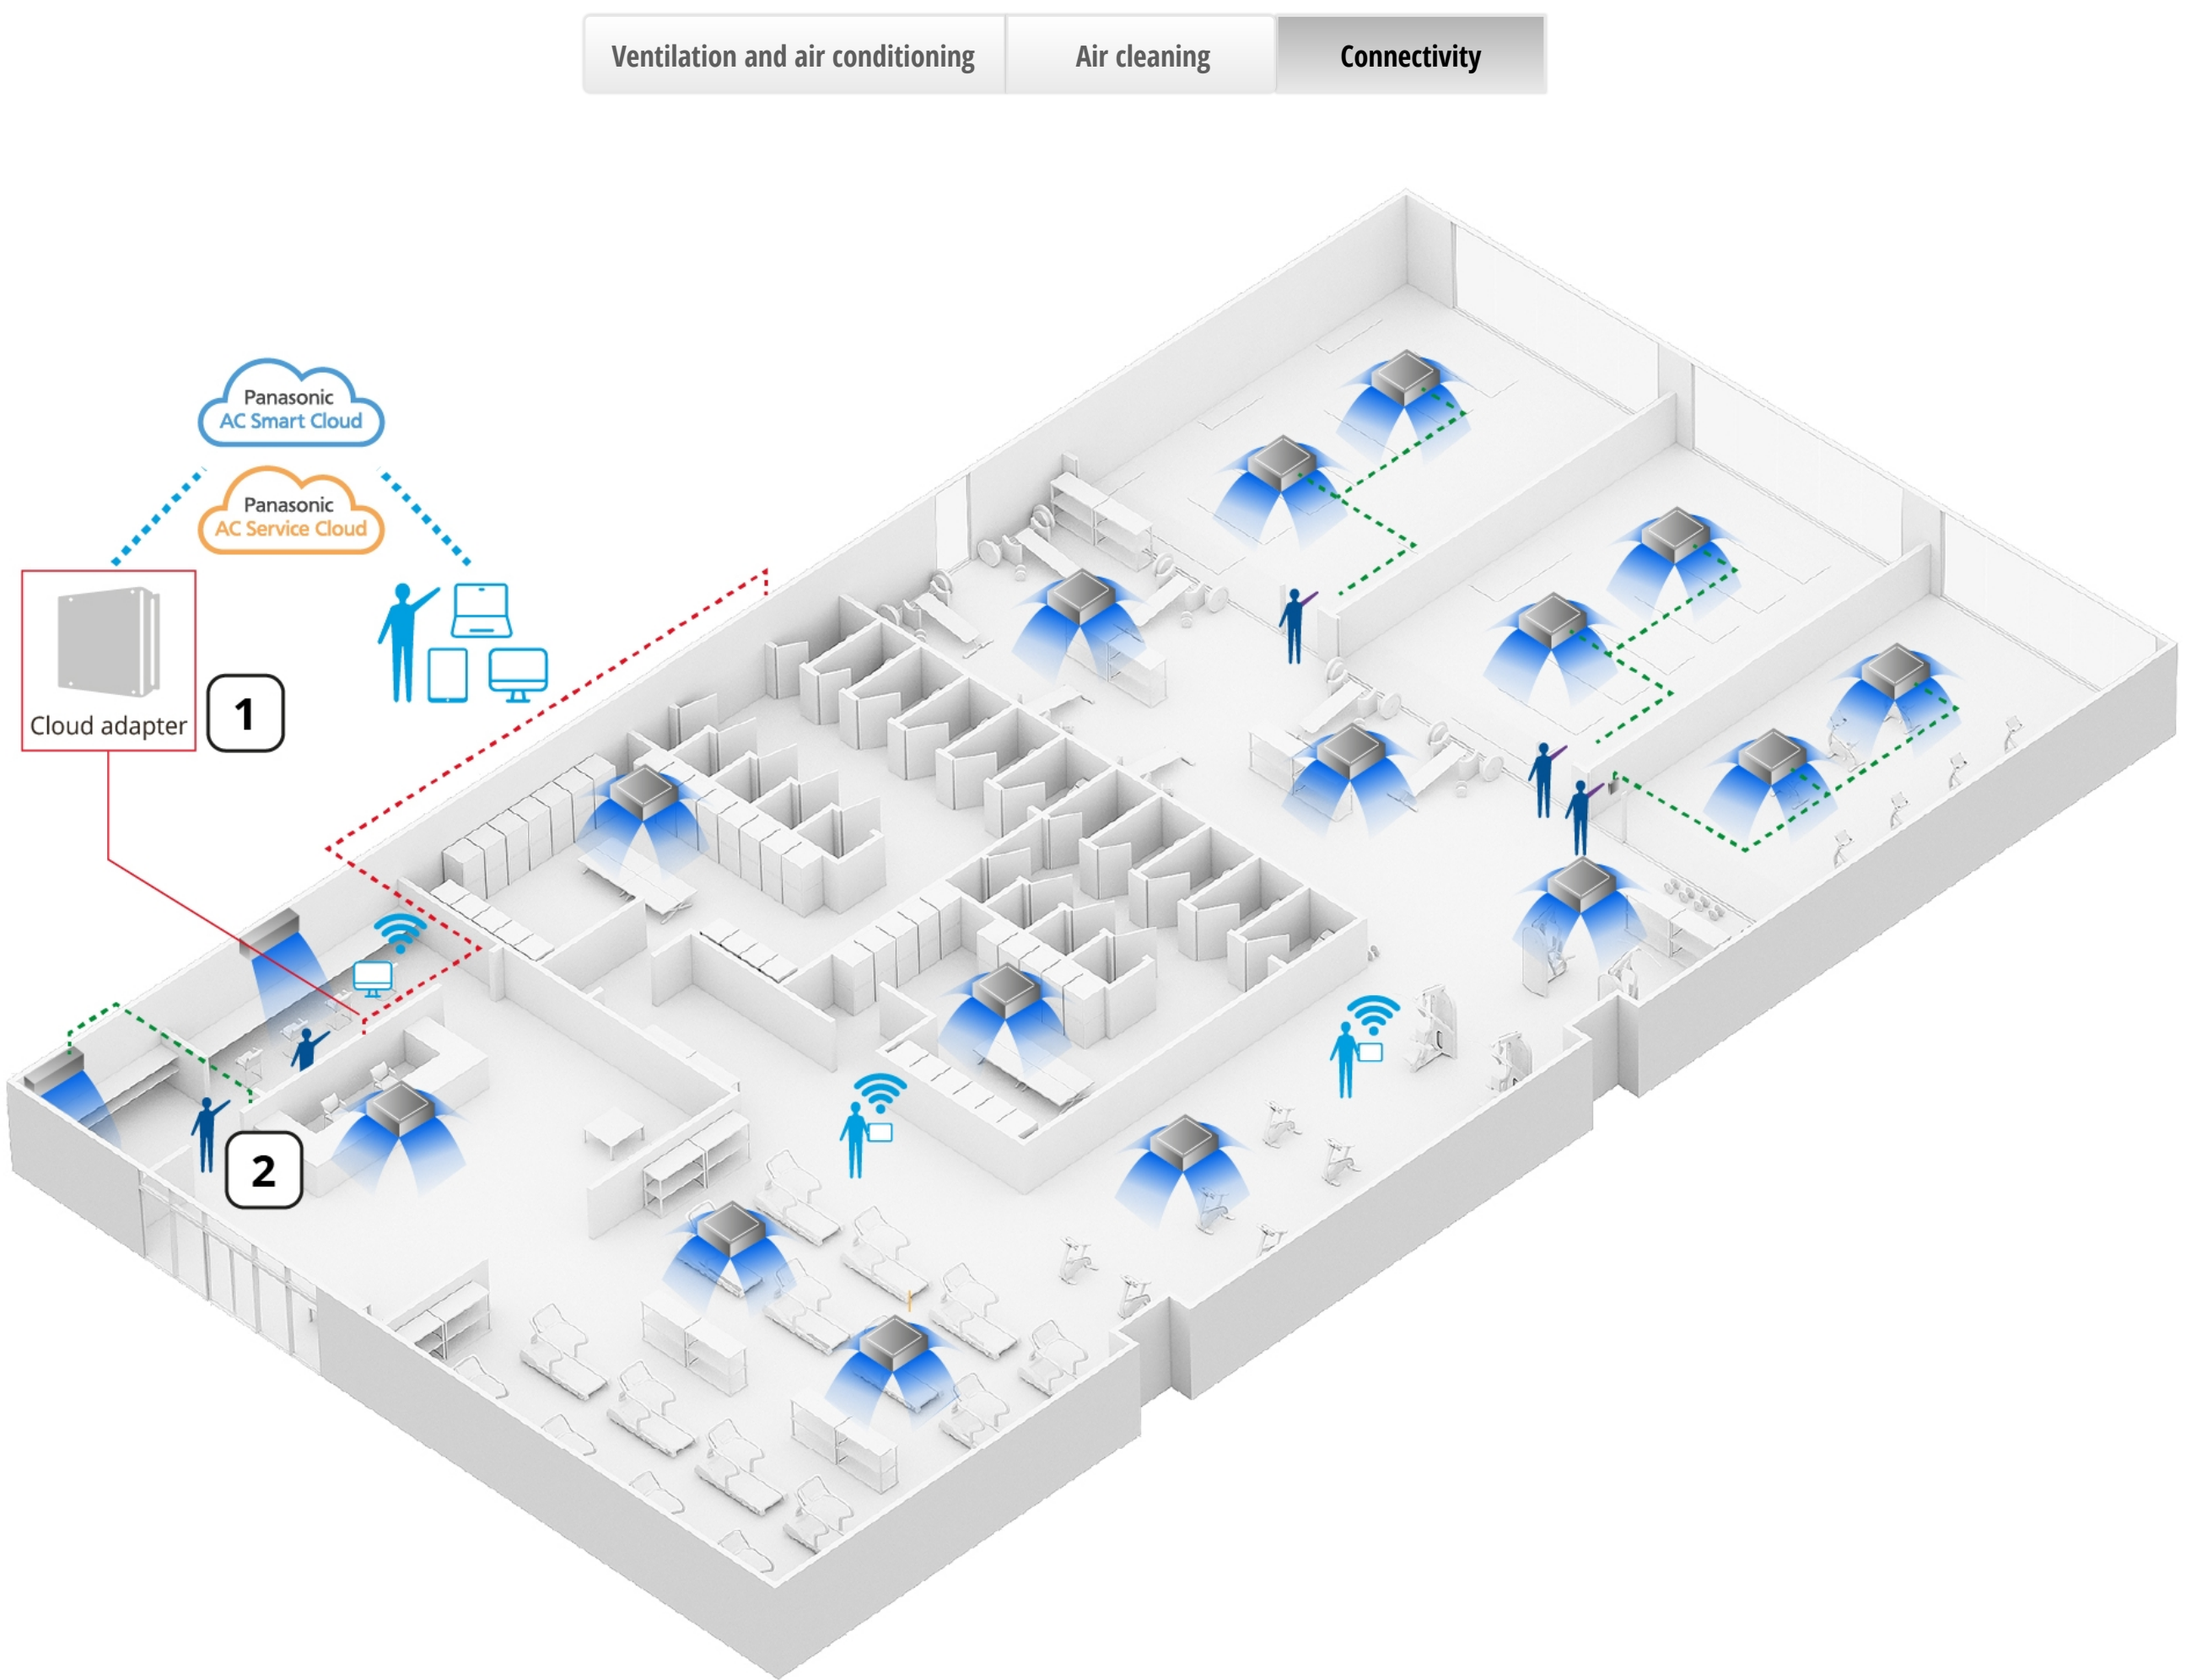 Ventilation and air conditioning
Air cleaning
Connectivity
Panasonic
AC Smart Cloud
Panasonic
AC Service Cloud
Cloud adapter
1
2